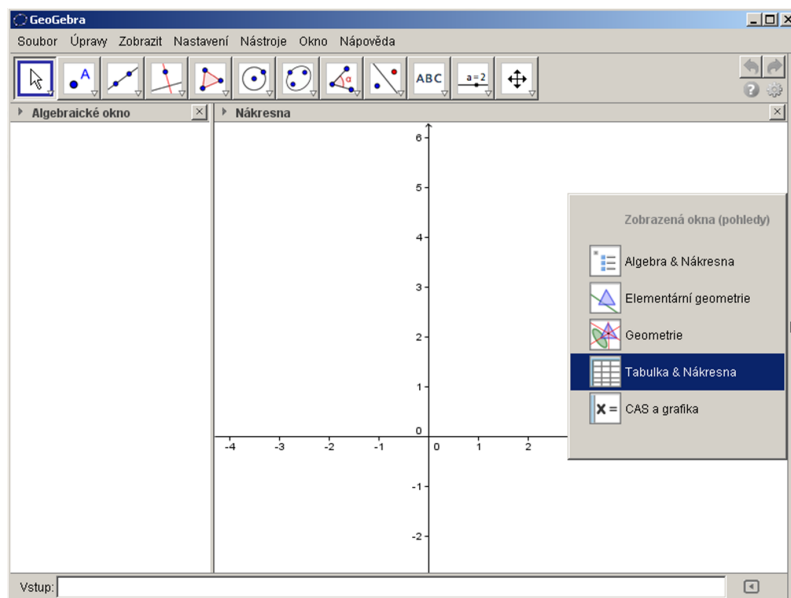 GeoGebra
Soubor Úpravy Zobrazit Nastavení Nástroje Okno Nápověda
A α ABC a=2
Algebraické okno
Nákresna
6
5
4
3
2
1
0
-4 -3 -2 -1 0 1 2
-1
-2
Zobrazená okna (pohledy)
Algebra & Nákresna
Elementární geometrie
Geometrie
Tabulka & Nákresna
X = CAS a grafika
Vstup: